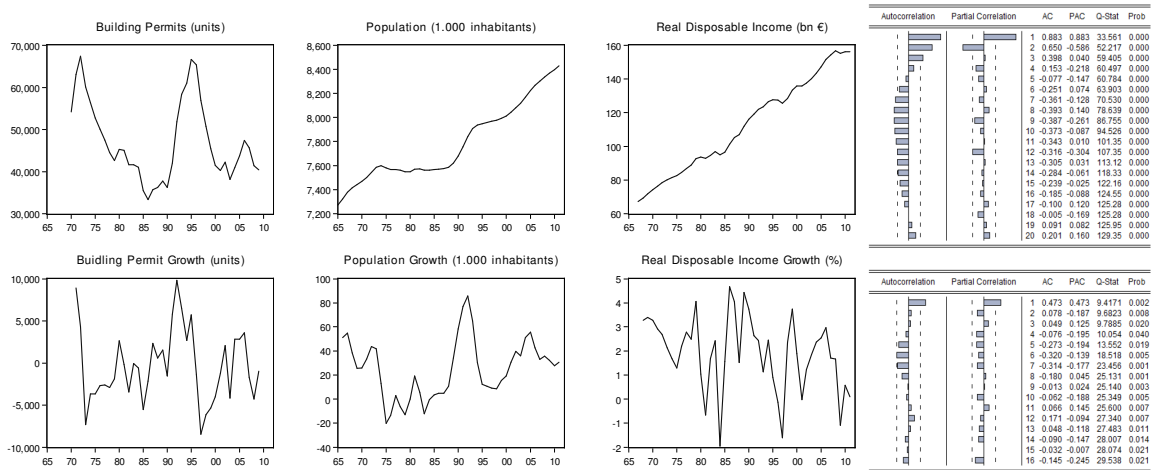 Building Permits (units)
70,000
60,000
50,000
40,000
30,000
65 70 75 80 85 90 95 00 05 10
Population (1.000 inhabitants)
8,600
8,400
8,200
8,000
7,800
7,600
7,400
7,200
65 70 75 80 85 90 95 00 05 10
Real Disposable Income (bn €)
160
140
120
100
80
60
65 70 75 80 85 90 95 00 05 10
Autocorrelation Partial Correlation AC PAC Q-Stat Prob
1 0.883 0.883 33.561 0.000
2 0.650 -0.586 52.217 0.000
3 0.398 0.040 59.405 0.000
4 0.153 -0.218 60.497 0.000
5 -0.077 -0.147 60.784 0.000
6 -0.251 0.074 63.903 0.000
7 -0.361 -0.128 70.530 0.000
8 -0.393 0.140 78.639 0.000
9 -0.387 -0.261 86.755 0.000
10 -0.373 -0.087 94.526 0.000
11 -0.343 0.010 101.35 0.000
12 -0.316 -0.304 107.35 0.000
13 -0.305 0.031 113.12 0.000
14 -0.284 -0.061 118.33 0.000
15 -0.239 -0.025 122.16 0.000
16 -0.185 -0.088 124.55 0.000
17 -0.100 0.120 125.28 0.000
18 -0.005 -0.169 125.28 0.000
19 0.091 0.082 125.95 0.000
20 0.201 0.160 129.35 0.000
Buidling Permit Growth (units)
10,000
5,000
0
-5,000
-10,000
65 70 75 80 85 90 95 00 05 10
Population Growth (1.000 inhabitants)
100
80
60
40
20
0
-20
-40
65 70 75 80 85 90 95 00 05 10
Real Disposable Income Growth (%)
5
4
3
2
1
0
-1
-2
65 70 75 80 85 90 95 00 05 10
Autocorrelation Partial Correlation AC PAC Q-Stat Prob
1 0.473 0.473 9.4171 0.002
2 0.078 -0.187 9.6823 0.008
3 0.049 0.125 9.7885 0.020
4 -0.076 -0.195 10.054 0.040
5 -0.273 -0.194 13.552 0.019
6 -0.320 -0.139 18.518 0.005
7 -0.314 -0.177 23.456 0.001
8 -0.180 0.045 25.131 0.001
9 -0.013 0.024 25.140 0.003
10 -0.062 -0.188 25.349 0.005
11 0.066 0.145 25.600 0.007
12 0.171 -0.094 27.340 0.007
13 0.048 -0.118 27.483 0.011
14 -0.090 -0.147 28.007 0.014
15 -0.032 -0.007 28.074 0.021
16 -0.145 -0.245 29.538 0.021